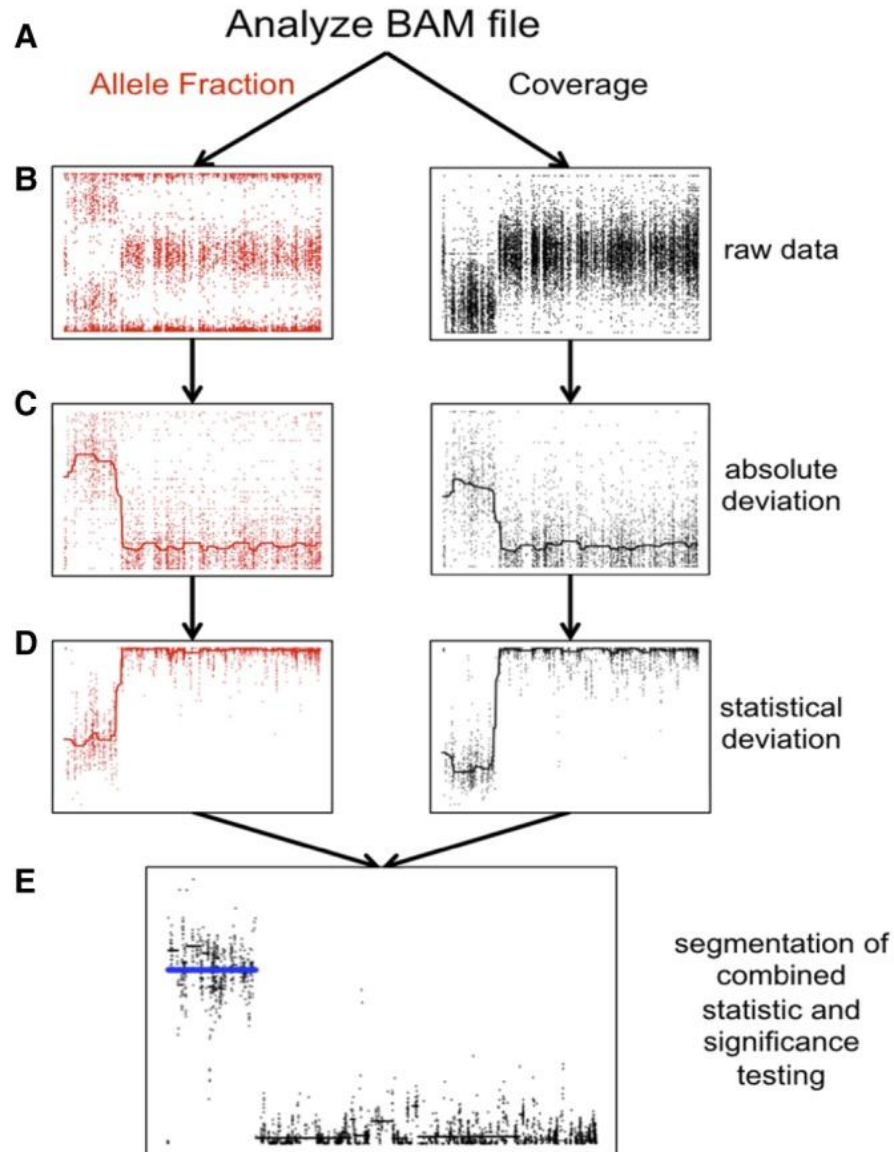 A
Analyze BAM file
Allele Fraction
Coverage
B
raw data
C
absolute
deviation
D
statistical
deviation
E
segmentation of
combined
statistic and
significance
testing